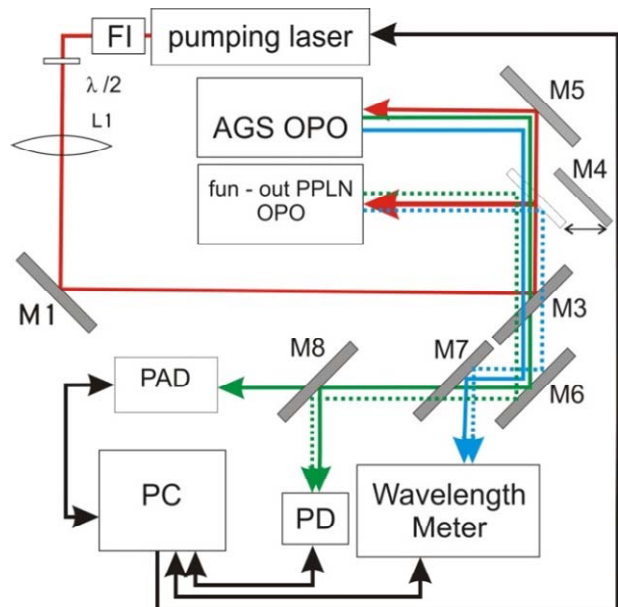 FI
pumping laser
λ /2
L1
M5
AGS OPO
M4
fun - out PPLN
OPO
M1
M3
M8
M7
M6
PAD
PC
PD
Wavelength
Meter